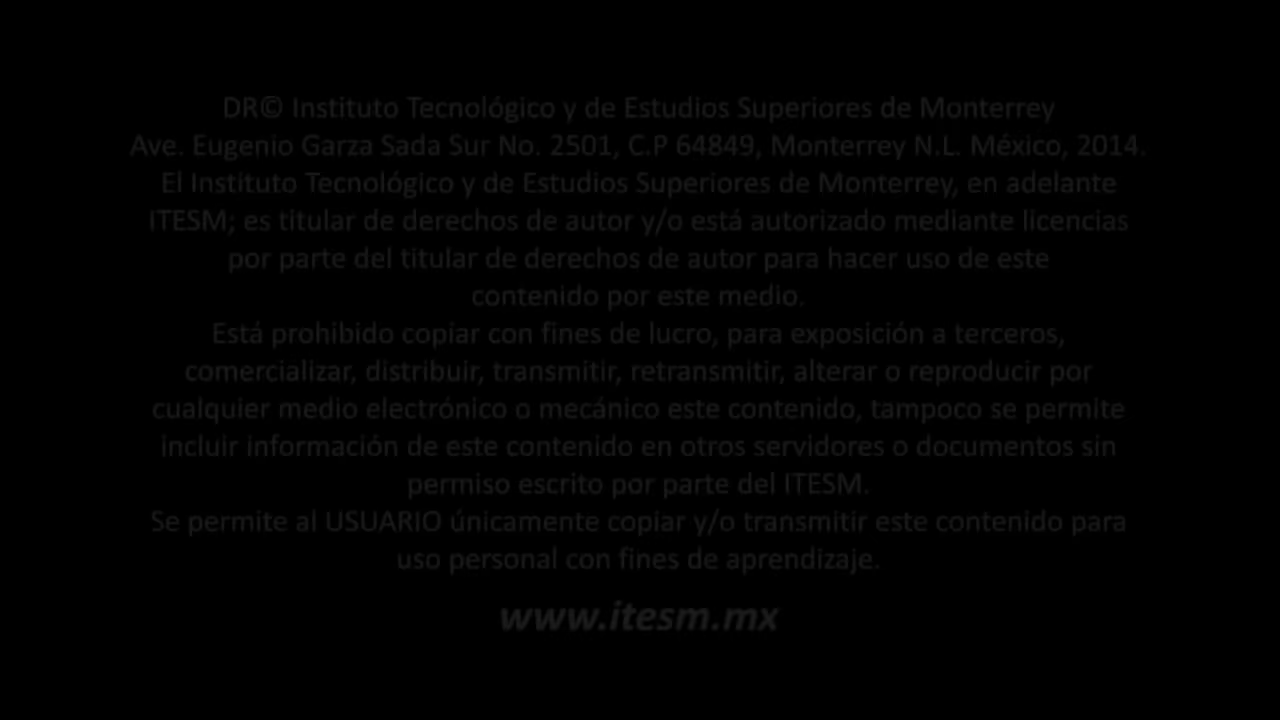 DR© Instituto Tecnológico y de Estudios Superiores de Monterrey
Ave. Eugenio Garza Sada Sur No. 2501, C.P 64849, Monterrey N.L. México, 2014.
El Instituto Tecnológico y de Estudios Superiores de Monterrey, en adelante
ITESM; es titular de derechos de autor y/o está autorizado mediante licencias
por parte del titular de derechos de autor para hacer uso de este
contenido por este medio.
Está prohibido copiar con fines de lucro, para exposición a terceros,
comercializar, distribuir, transmitir, retransmitir, alterar o reproducir por
cualquier medio electrónico o mecánico este contenido, tampoco se permite
incluir información de este contenido en otros servidores o documentos sin
permiso escrito por parte del ITESM.
Se permite al USUARIO únicamente copiar y/o transmitir este contenido para
uso personal con fines de aprendizaje.
www.itesm.mx